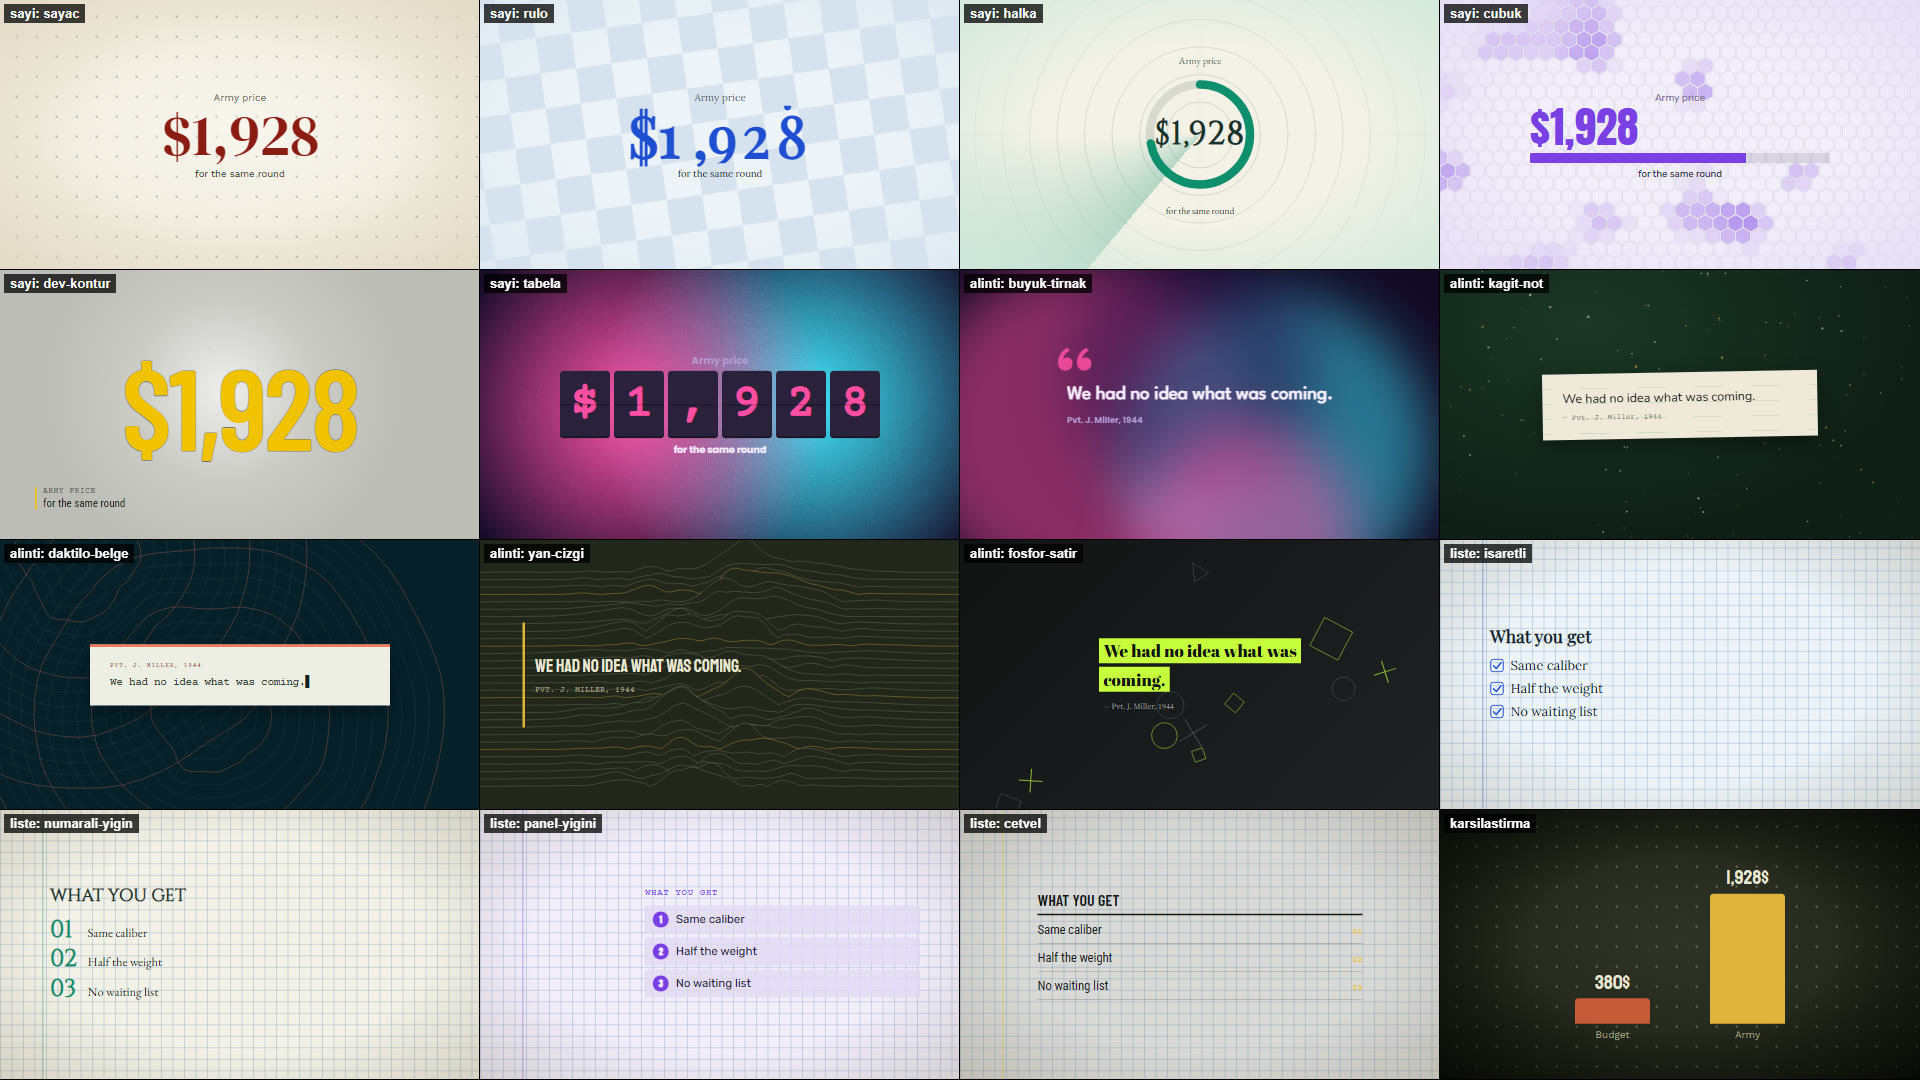 sayi: sayac
Army price
$1,928
for the same round
sayi: rulo
Army price
$1,928
for the same round
sayi: halka
Army price
$1,928
for the same round
sayi: cubuk
Army price
$1,928
for the same round
sayi: dev-kontur
$1,928
ARMY PRICE
for the same round
sayi: tabela
Army price
$1,928
for the same round
alinti: buyuk-tirnak
“
We had no idea what was coming.
Pvt. J. Miller, 1944
alinti: kagit-not
We had no idea what was coming.
— Pvt. J. Miller, 1944
alinti: daktilo-belge
PVT. J. MILLER, 1944
We had no idea what was coming.
alinti: yan-cizgi
WE HAD NO IDEA WHAT WAS COMING.
PVT. J. MILLER, 1944
alinti: fosfor-satir
We had no idea what was
coming.
— Pvt. J. Miller, 1944
liste: isaretli
What you get
Same caliber
Half the weight
No waiting list
liste: numarali-yigin
WHAT YOU GET
01 Same caliber
02 Half the weight
03 No waiting list
liste: panel-yigini
WHAT YOU GET
1 Same caliber
2 Half the weight
3 No waiting list
liste: cetvel
WHAT YOU GET
Same caliber
Half the weight
No waiting list
karsilastirma
1,928$
380$
Budget
Army